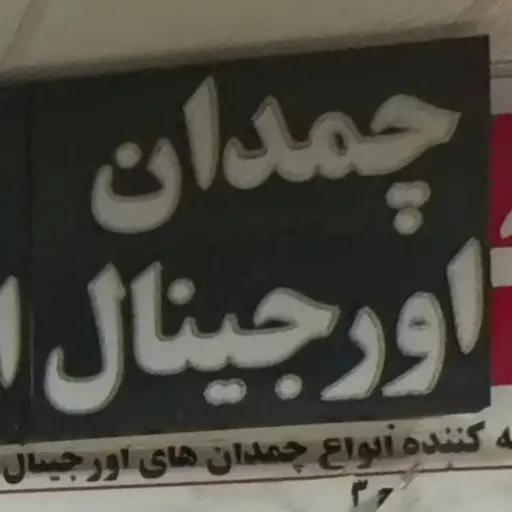 چمدان
اورجینال
کننده انواع چمدان های اورجینال